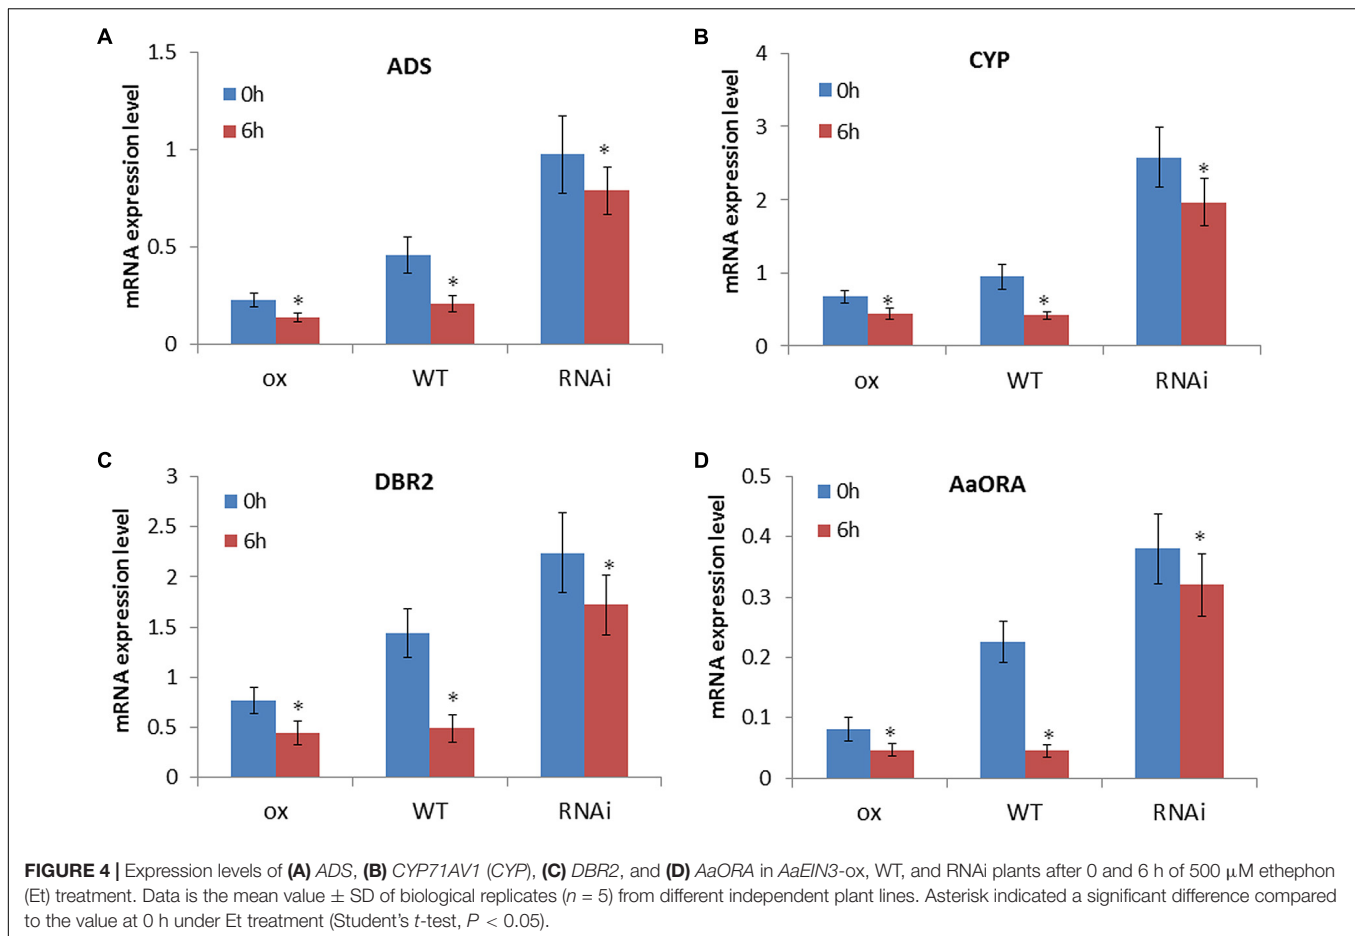 A
ADS
0h
6h
mRNA expression level
1.5
1
0.5
0
*
*
*
ox WT RNAi
B
CYP
0h
6h
mRNA expression level
4
3
2
1
0
*
*
*
ox WT RNAi
C
DBR2
0h
6h
mRNA expression level
3
2.5
2
1.5
1
0.5
0
*
*
*
ox WT RNAi
D
AaORA
0h
6h
mRNA expression level
0.5
0.4
0.3
0.2
0.1
0
*
*
*
ox WT RNAi
FIGURE 4 | Expression levels of (A) ADS, (B) CYP71AV1 (CYP), (C) DBR2, and (D) AaORA in AaEIN3-ox, WT, and RNAi plants after 0 and 6 h of 500 μM ethephon
(Et) treatment. Data is the mean value ± SD of biological replicates (n = 5) from different independent plant lines. Asterisk indicated a significant difference compared
to the value at 0 h under Et treatment (Student's t-test, P < 0.05).